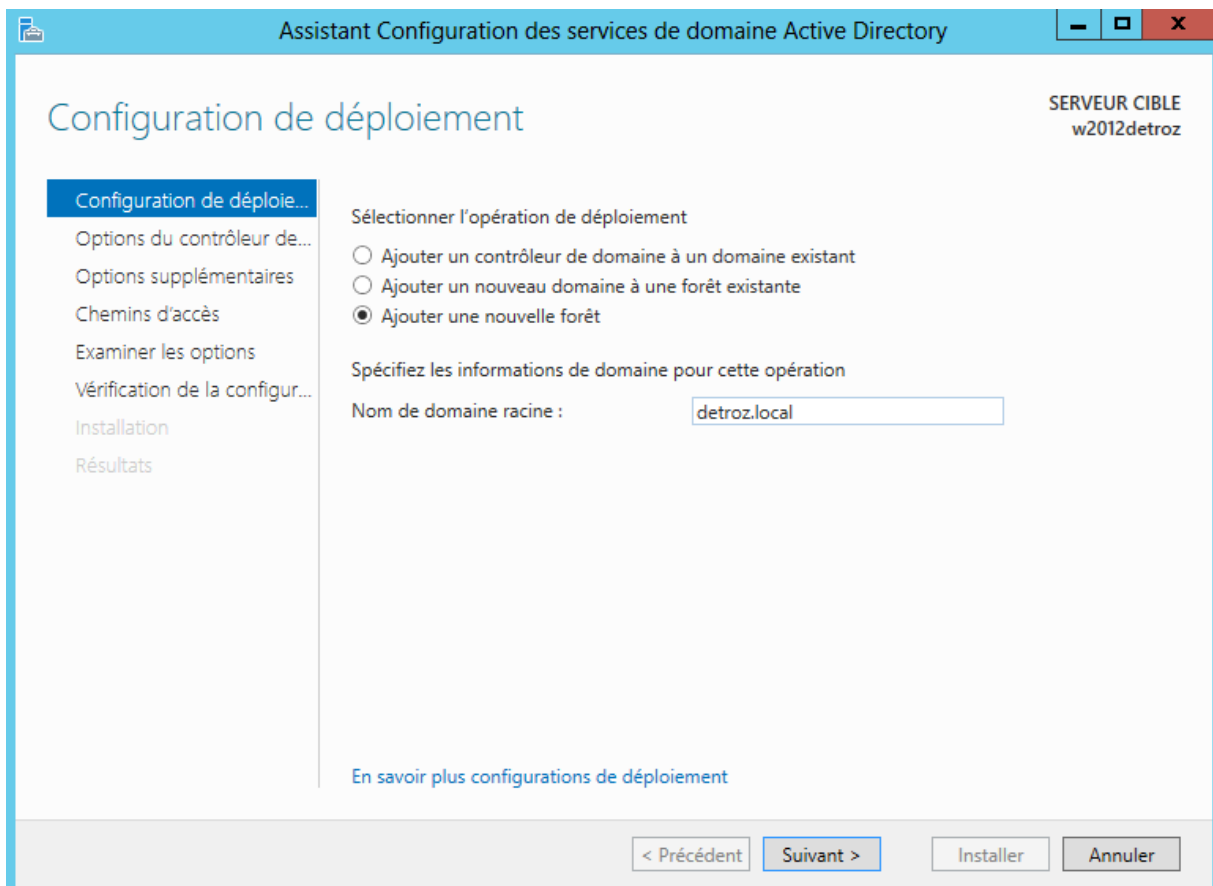 Assistant Configuration des services de domaine Active Directory
Configuration de déploiement
SERVEUR CIBLE
w2012detroz
Configuration de déploie...
Options du contrôleur de...
Options supplémentaires
Chemins d'accès
Examiner les options
Vérification de la configur...
Installation
Résultats
Sélectionner l'opération de déploiement
Ajouter un contrôleur de domaine à un domaine existant
Ajouter un nouveau domaine à une forêt existante
Ajouter une nouvelle forêt
Spécifiez les informations de domaine pour cette opération
Nom de domaine racine : detroz.local
En savoir plus configurations de déploiement
< Précédent Suivant > Installer Annuler